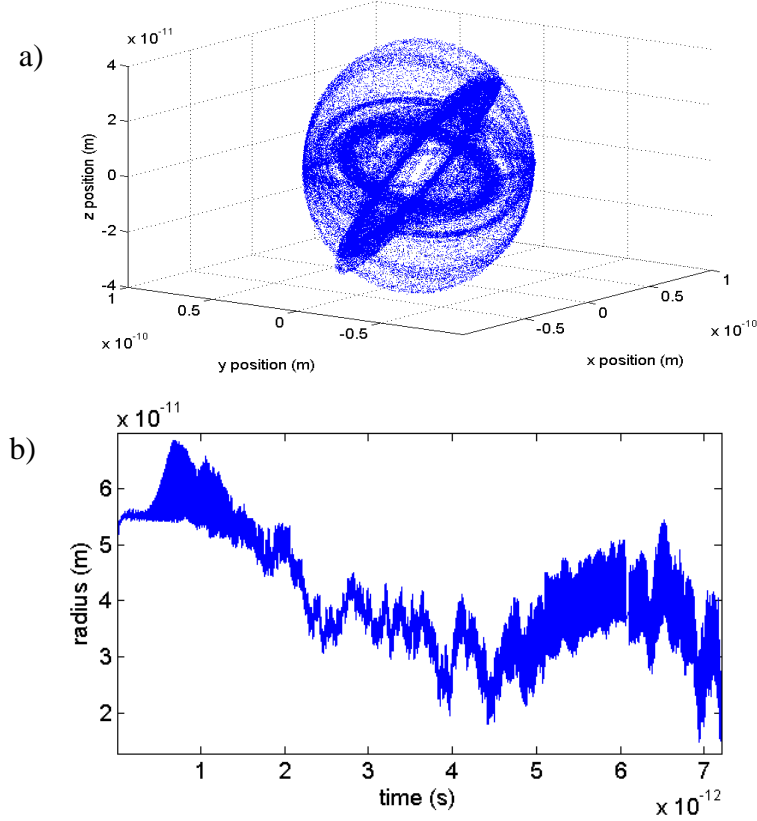 a)
x 10^-11
4
2
0
-2
-4
z position (m)
1
0.5
0
-0.5
x 10^-10
y position (m)
-0.5
0
0.5
1
x 10^-10
x position (m)
b)
x 10^-11
6
5
4
3
2
radius (m)
1 2 3 4 5 6 7
time (s)
x 10^-12